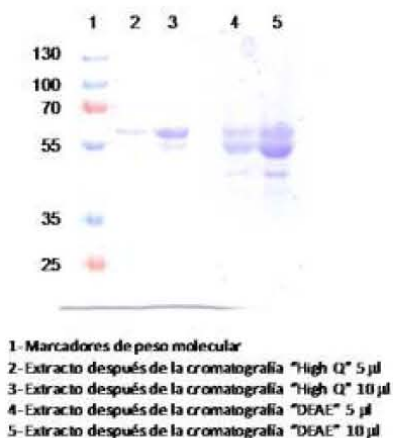 1 2 3 4 5
130
100
70
55
35
25
1- Marcadores de peso molecular
2- Extracto después de la cromatografía "High Q" 5 µl
3- Extracto después de la cromatografía "High Q" 10 µl
4- Extracto después de la cromatografía "DEAE" 5 µl
5- Extracto después de la cromatografía "DEAE" 10 µl